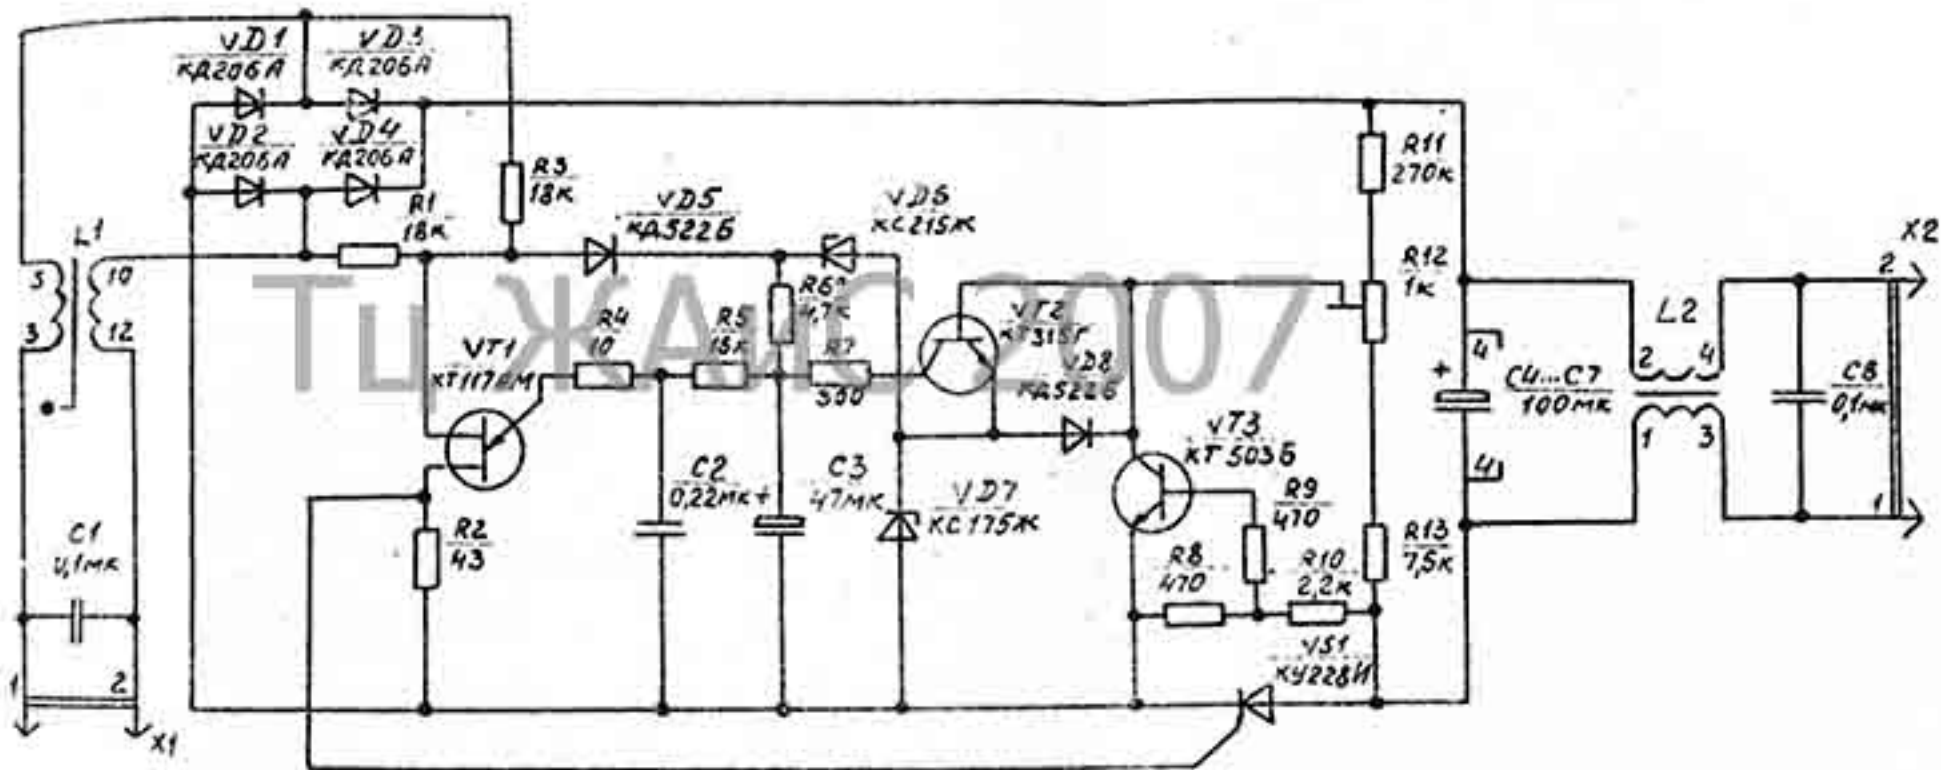 VD1
КД206А
VD3
КД206А
VD2
КД206А
VD4
КД206А
R3
18к
R11
270к
R1
18к
VD5
КД522Б
VD6
КС215Ж
X2
L1
5
10
3
12
R12
1к
2
Тц ЖАиС 2007
R6*
4,7к
R4
10
R5
18к
R7
VT2
КТ315Г
VT1
КТ117АМ
VD8
КД522Б
L2
2
4
1
3
+
4
C4...C7
100мк
4
C8
0,1мк
VT3
КТ503Б
C2
0,22мк
+
C3
47мк
VD7
КС175Ж
R9
470
1
C1
0,1мк
R2
43
R8
470
R10
2,2к
R13
7,5к
VS1
КУ228И
1
2
X1